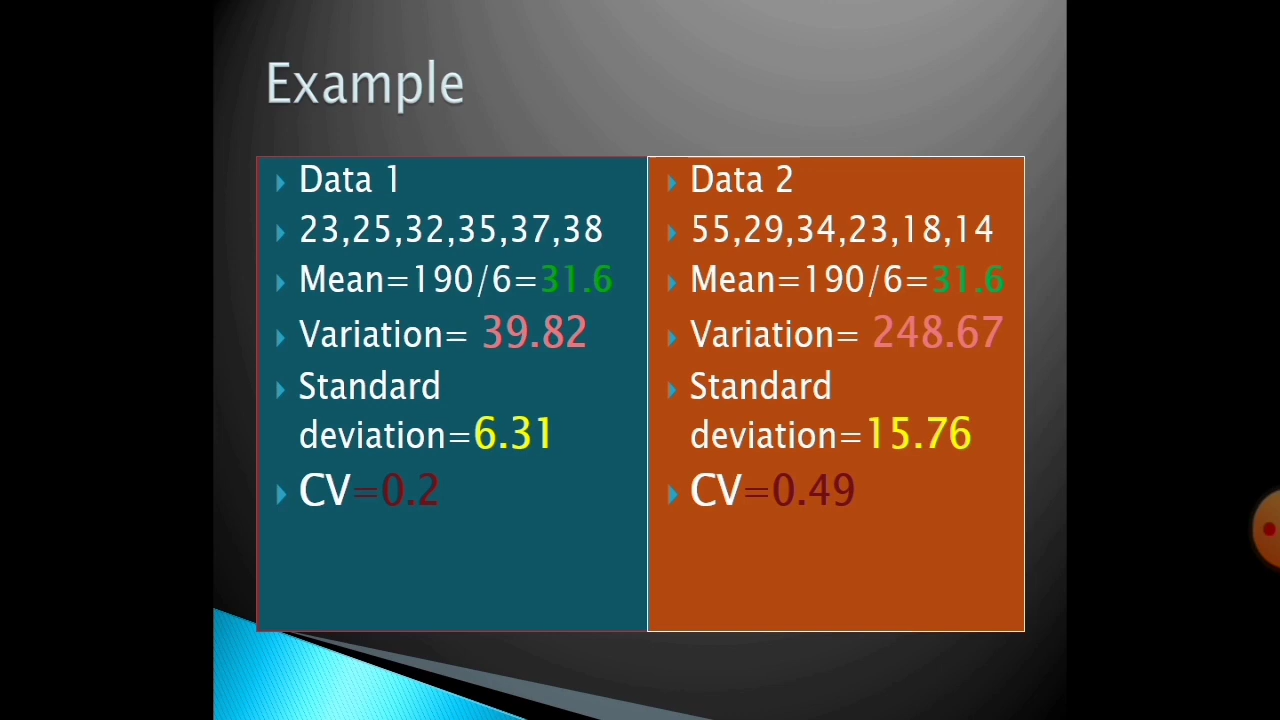 Example
Data 1
23,25,32,35,37,38
Mean=190/6=31.6
Variation= 39.82
Standard
deviation=6.31
CV=0.2
Data 2
55,29,34,23,18,14
Mean=190/6=31.6
Variation= 248.67
Standard
deviation=15.76
CV=0.49